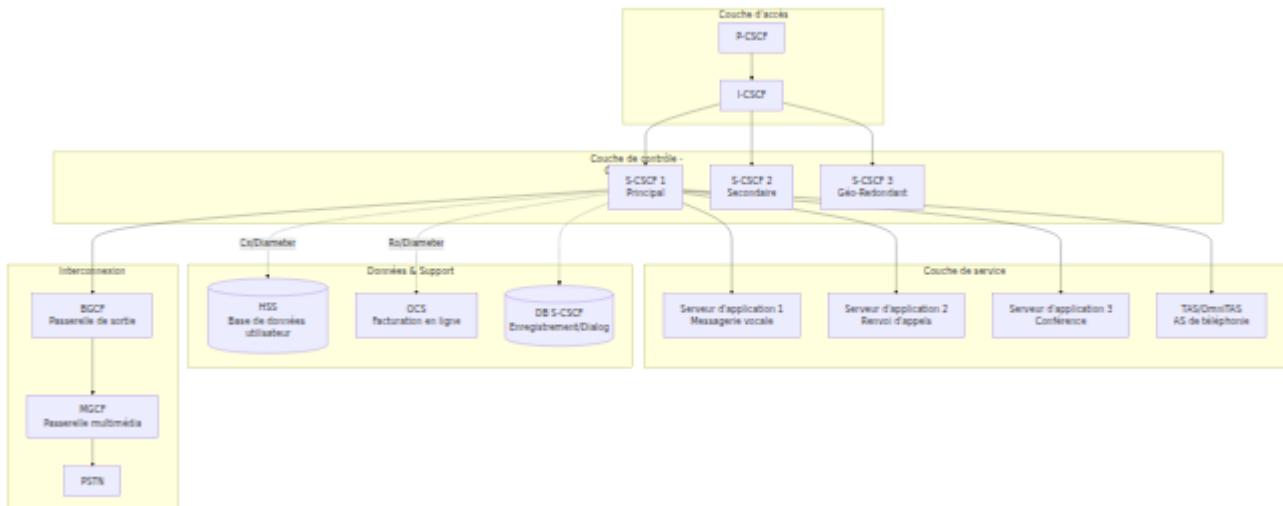 Couche d'accès
P-CSCF
I-CSCF
Couche de contrôle -
S-CSCF 1
Principal
S-CSCF 2
Secondaire
S-CSCF 3
Géo-Redondant
Cx/Diameter
Ro/Diameter
Interconnexion
BGCF
Passerelle de sortie
MGCF
Passerelle multimédia
PSTN
Données & Support
HSS
Base de données
utilisateur
OCS
Facturation en ligne
DB S-CSCF
Enregistrement/Dialog
Couche de service
Serveur d'application 1
Messagerie vocale
Serveur d'application 2
Renvoi d'appels
Serveur d'application 3
Conférence
TAS/OmniTAS
AS de téléphonie